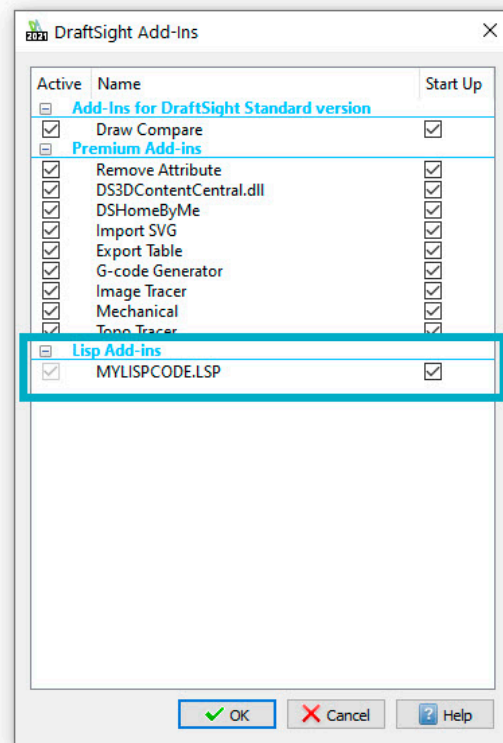 2021 DraftSight Add-Ins
Active Name Start Up
Add-Ins for DraftSight Standard version
Draw Compare
Premium Add-ins
Remove Attribute
DS3DContentCentral.dll
DSHomeByMe
Import SVG
Export Table
G-code Generator
Image Tracer
Mechanical
Topo Tracer
Lisp Add-ins
MYLISPCODE.LSP
OK Cancel Help